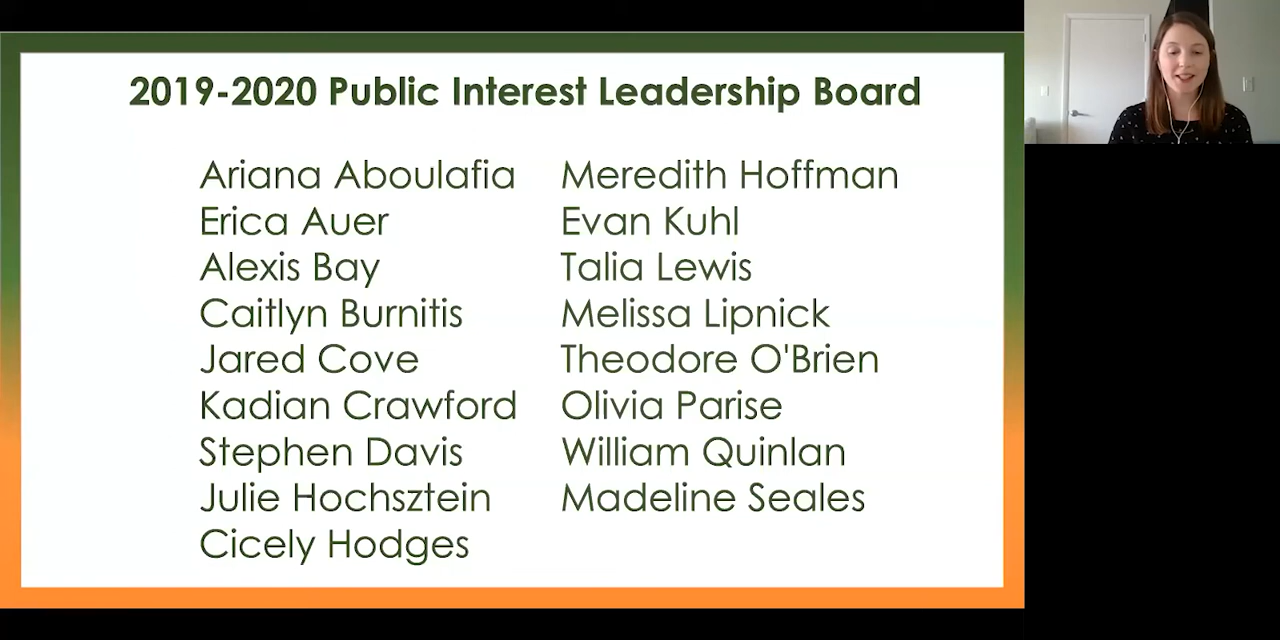 2019-2020 Public Interest Leadership Board
Ariana Aboulafia
Erica Auer
Alexis Bay
Caitlyn Burnitis
Jared Cove
Kadian Crawford
Stephen Davis
Julie Hochsztein
Cicely Hodges
Meredith Hoffman
Evan Kuhl
Talia Lewis
Melissa Lipnick
Theodore O'Brien
Olivia Parise
William Quinlan
Madeline Seales